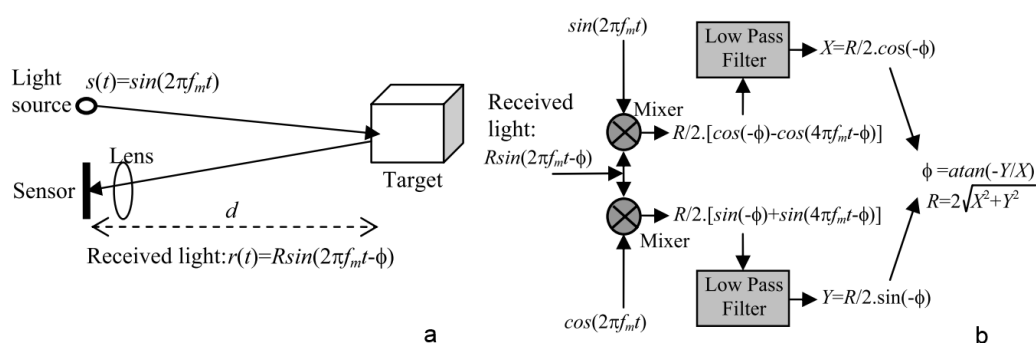 Light
source
s(t)=sin(2πfmt)
Lens
Sensor
Target
d
Received light:r(t)=Rsin(2πfmt-ϕ)
a
sin(2πfmt)
Received
light:
Rsin(2πfmt-ϕ)
Mixer
R/2.[cos(-ϕ)-cos(4πfmt-ϕ)]
Low Pass
Filter
X=R/2.cos(-ϕ)
ϕ=atan(-Y/X)
R=2√X²+Y²
R/2.[sin(-ϕ)+sin(4πfmt-ϕ)]
Mixer
Low Pass
Filter
Y=R/2.sin(-ϕ)
cos(2πfmt)
b